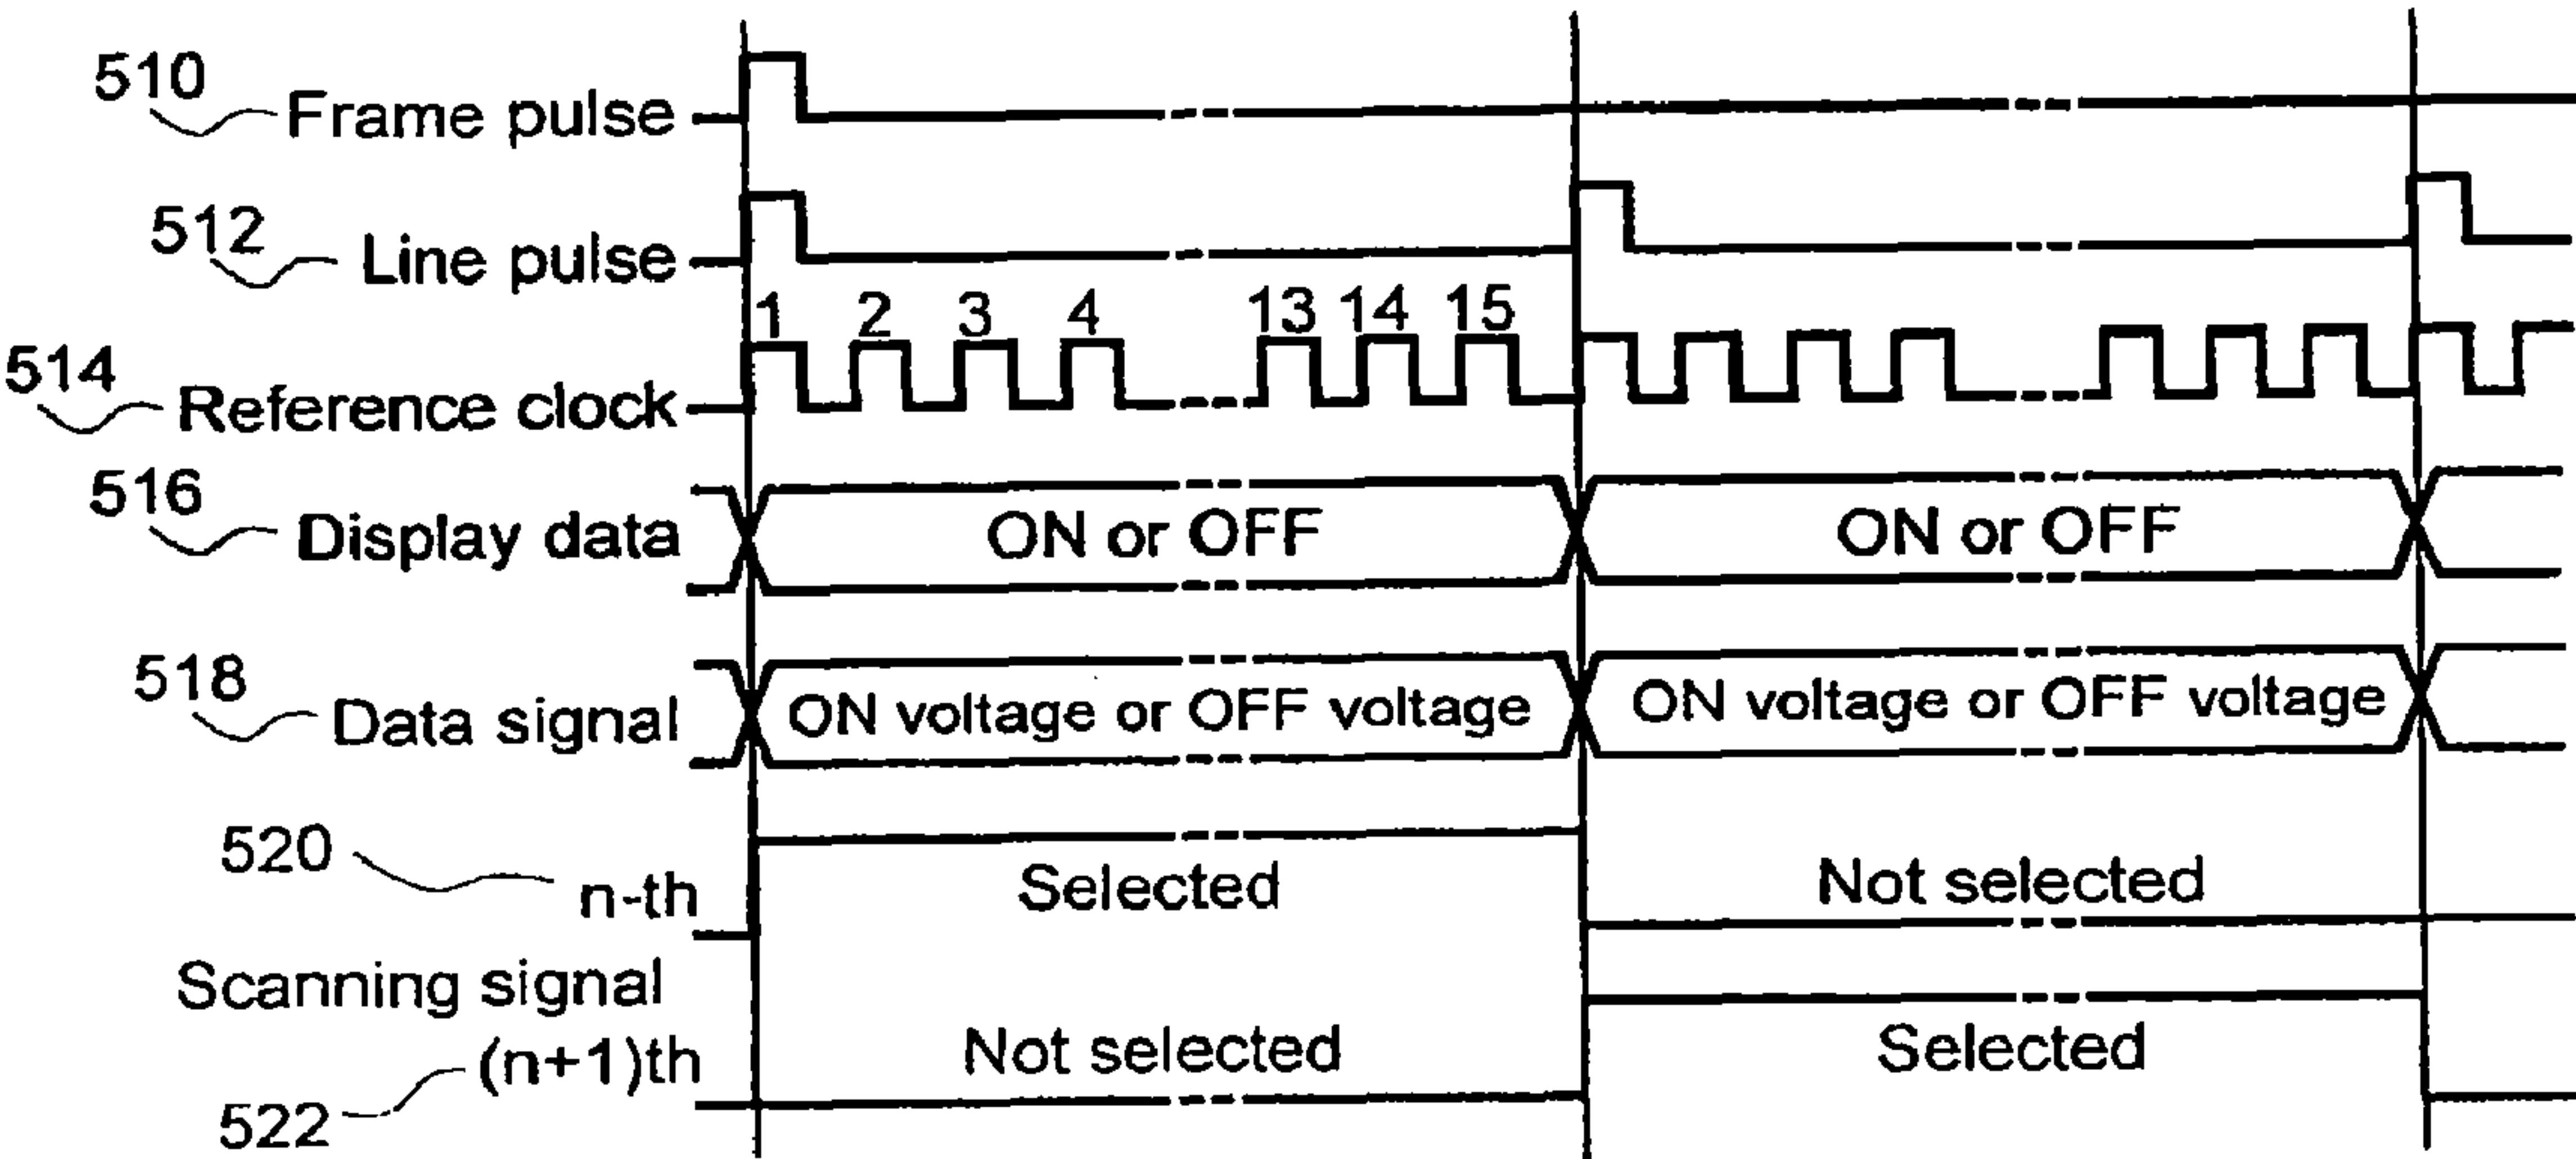 510
Frame pulse
512
Line pulse
1 2 3 4 13 14 15
514
Reference clock
516
Display data
ON or OFF ON or OFF
518
Data signal
ON voltage or OFF voltage ON voltage or OFF voltage
520
n-th
Selected Not selected
Scanning signal
(n+1)th
Not selected Selected
522